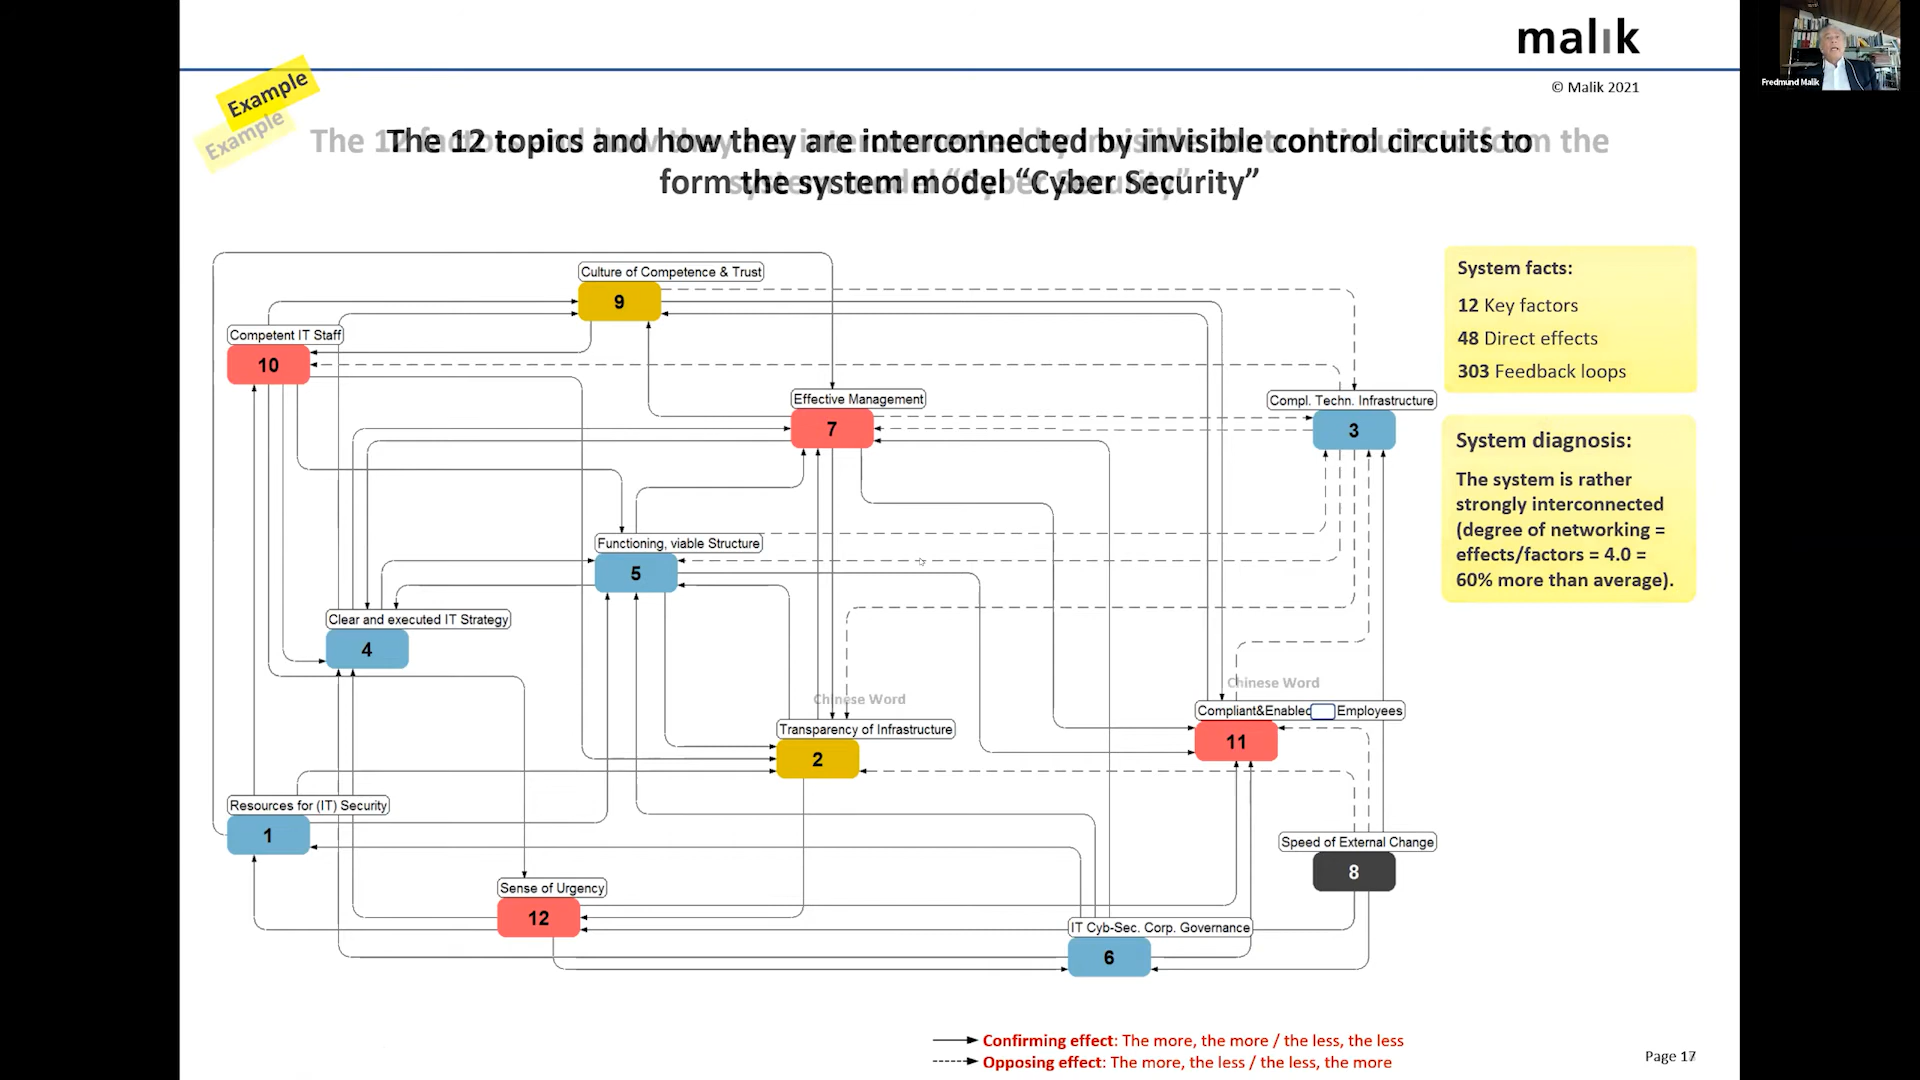 malik
Fredmund Malik
© Malik 2021
Example
Example
The 12 topics and how they are interconnected by invisible control circuits to
form the system model “Cyber Security”
Culture of Competence & Trust
9
Competent IT Staff
10
Effective Management
7
Compl. Techn. Infrastructure
3
System facts:
12 Key factors
48 Direct effects
303 Feedback loops
System diagnosis:
The system is rather
strongly interconnected
(degree of networking =
effects/factors = 4.0 =
60% more than average).
Functioning, viable Structure
5
Clear and executed IT Strategy
4
Chinese Word
Transparency of Infrastructure
2
Chinese Word
Compliant&Enabled Employees
11
Resources for (IT) Security
1
Speed of External Change
8
Sense of Urgency
12
IT Cyb-Sec. Corp. Governance
6
Confirming effect: The more, the more / the less, the less
Opposing effect: The more, the less / the less, the more
Page 17